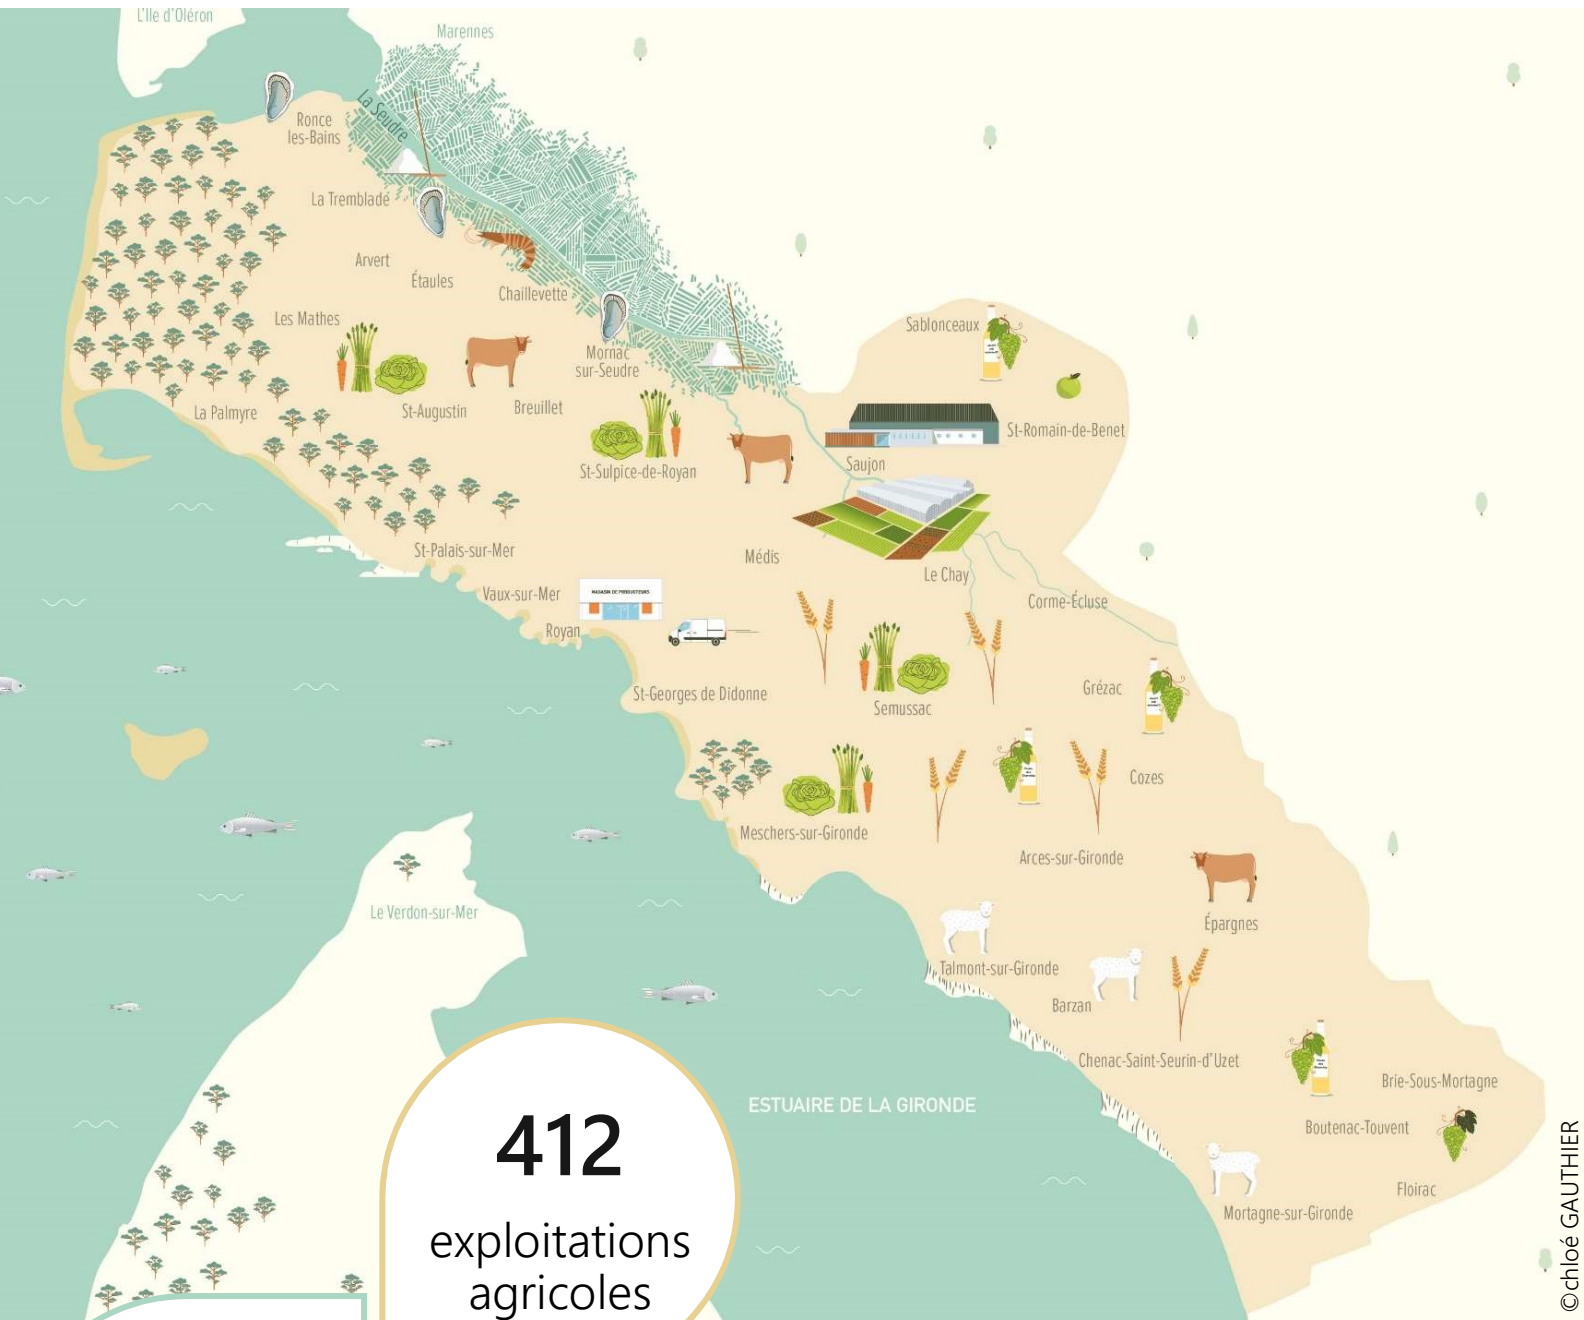 L'Ile d'Oléron
Marennes
La Seudre
Ronce
les-Bains
La Tremblade
Arvert
Étaules
Chaillevette
Les Mathes
Sablonceaux
Mornac
sur-Seudre
La Palmyre
St-Augustin
Breuillet
St-Romain-de-Benet
St-Sulpice-de-Royan
Saujon
St-Palais-sur-Mer
Médis
Le Chay
Vaux-sur-Mer
MAGASIN DE PRODUCTEURS
Corme-Écluse
Royan
St-Georges de Didonne
Grézac
Semussac
Cozes
Meschers-sur-Gironde
Arces-sur-Gironde
Le Verdon-sur-Mer
Épargnes
Talmont-sur-Gironde
Barzan
Chenac-Saint-Seurin-d'Uzet
Brie-Sous-Mortagne
ESTUAIRE DE LA GIRONDE
Boutenac-Touvent
Floirac
Mortagne-sur-Gironde
412
exploitations
agricoles
©chloé GAUTHIER